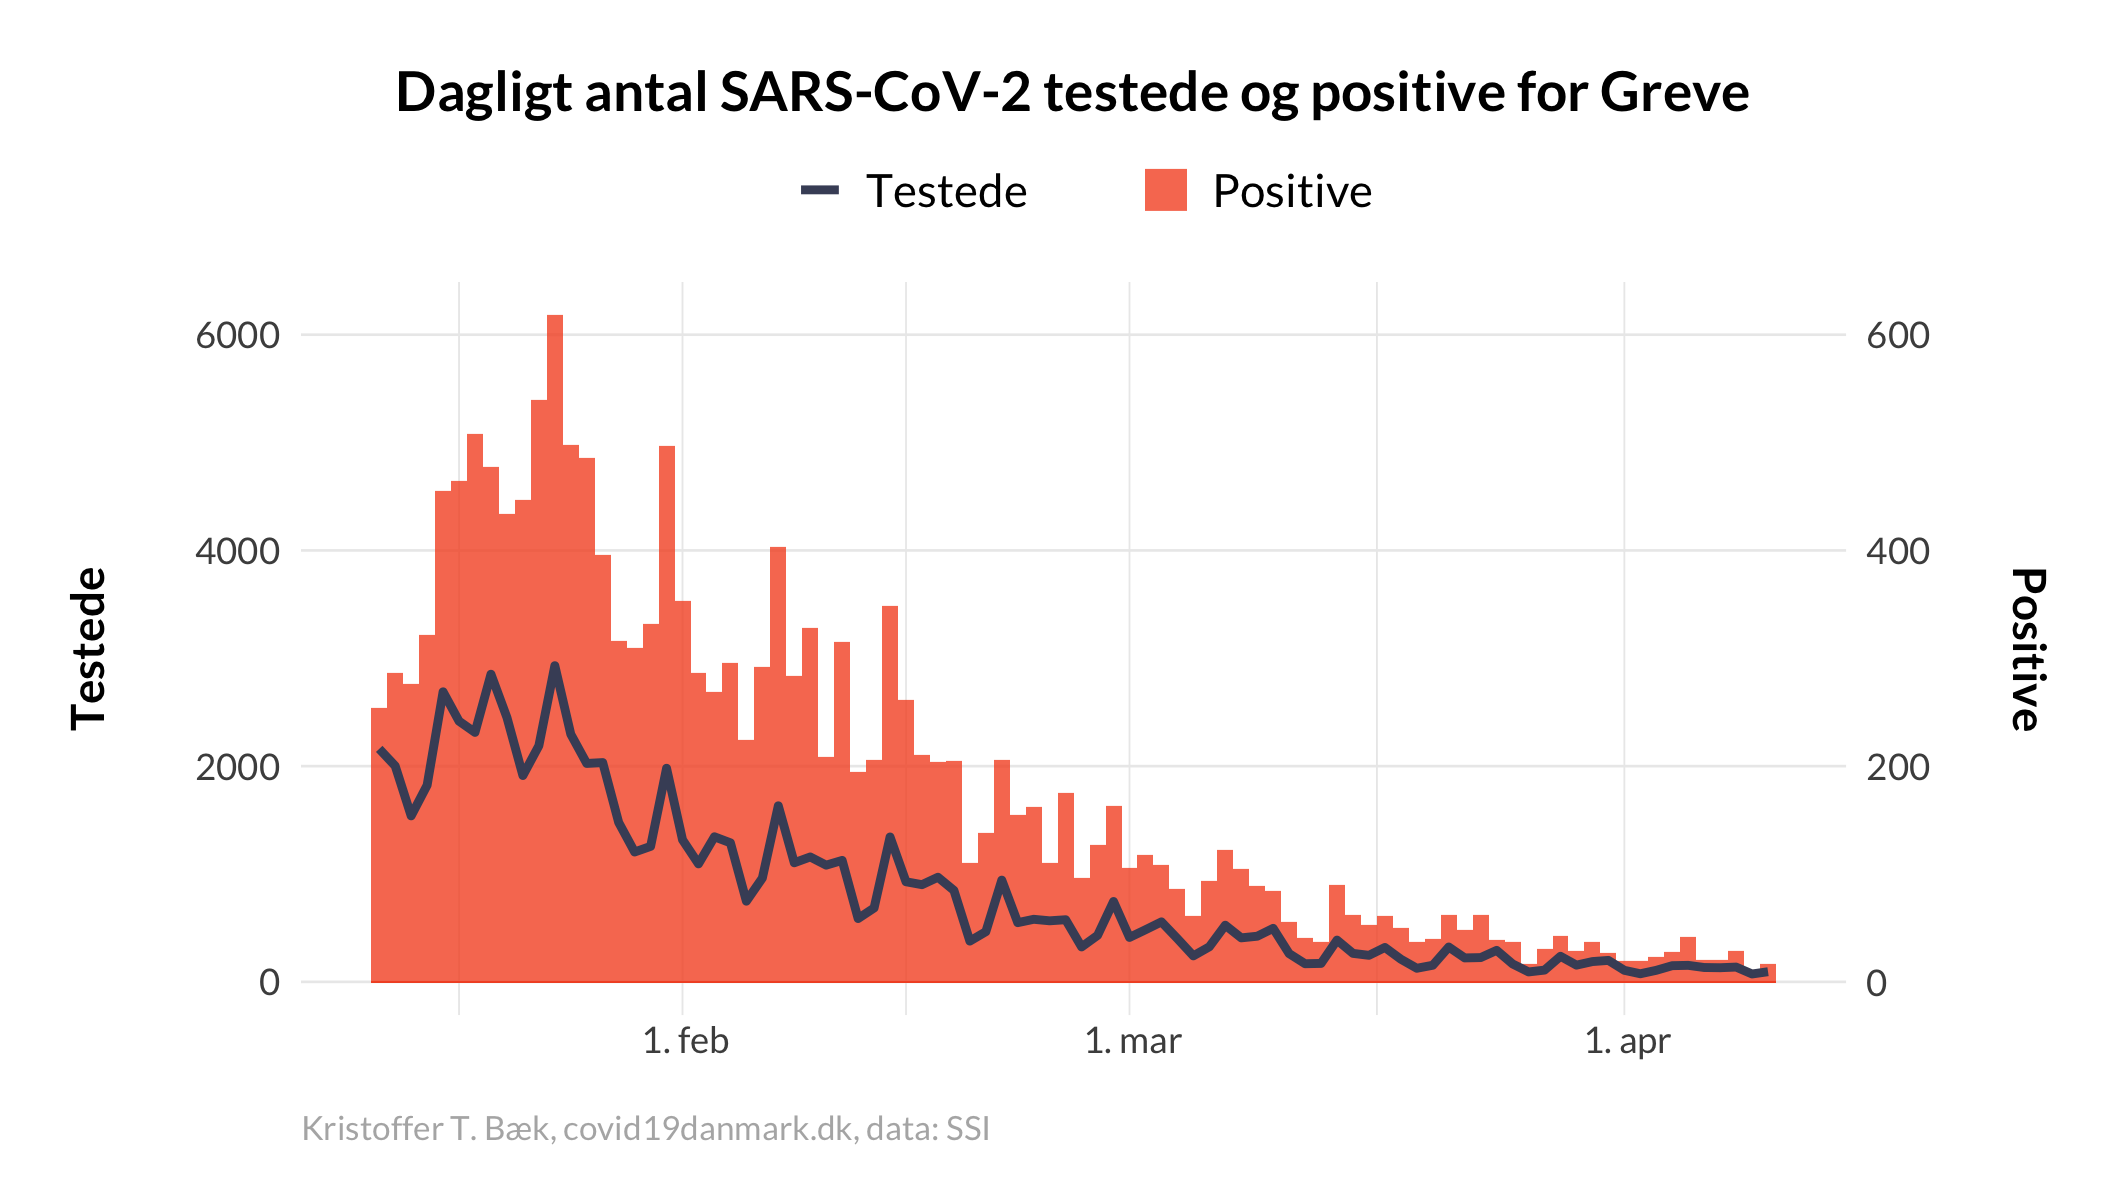 Dagligt antal SARS-CoV-2 testede og positive for Greve
Testede
Positive
6000
4000
2000
0
600
400
200
0
Testede
Positive
1. feb
1. mar
1. apr
Kristoffer T. Bæk, covid19danmark.dk, data: SSI